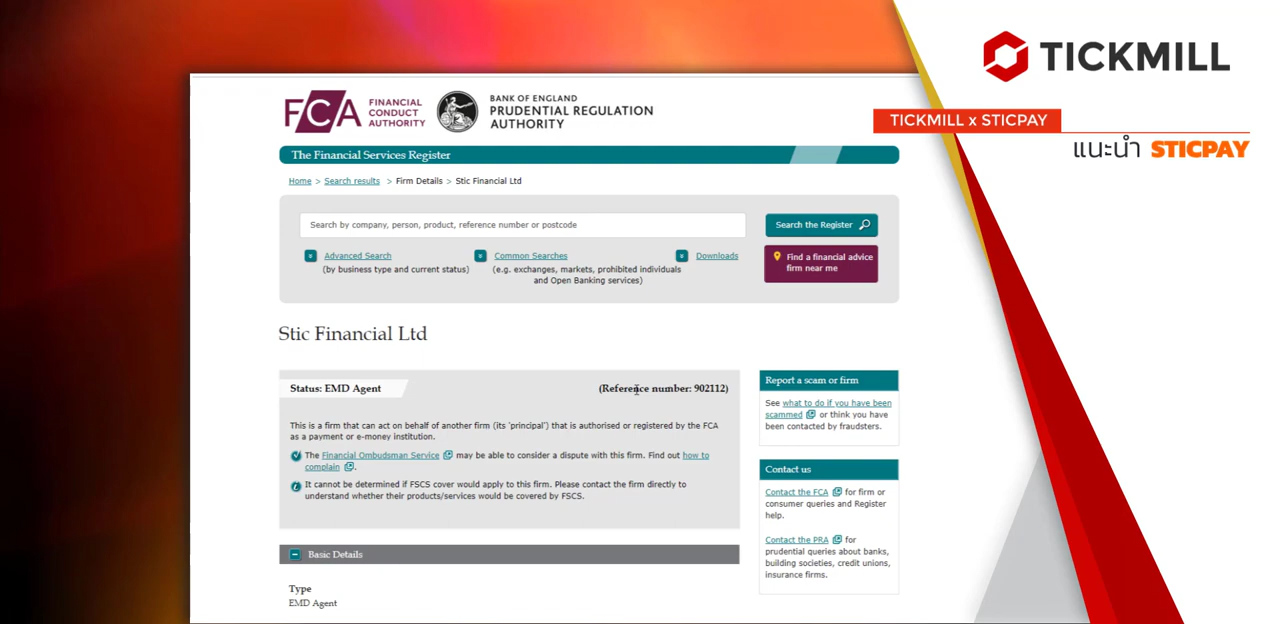 TICKMILL
TICKMILL x STICPAY
แนะนำ STICPAY
FCA FINANCIAL
CONDUCT
AUTHORITY
BANK OF ENGLAND
PRUDENTIAL REGULATION
AUTHORITY
The Financial Services Register
Home > Search results > Firm Details > Stic Financial Ltd
Search by company, person, product, reference number or postcode
Search the Register
Advanced Search
(by business type and current status)
Common Searches
(e.g. exchanges, markets, prohibited individuals
and Open Banking services)
Downloads
Find a financial advice
firm near me
Stic Financial Ltd
Status: EMD Agent
(Reference number: 902112)
This is a firm that can act on behalf of another firm (its 'principal') that is authorised or registered by the FCA
as a payment or e-money institution.
The Financial Ombudsman Service may be able to consider a dispute with this firm. Find out how to
complain.
It cannot be determined if FSCS cover would apply to this firm. Please contact the firm directly to
understand whether their products/services would be covered by FSCS.
Basic Details
Type
EMD Agent
Report a scam or firm
See what to do if you have been
scammed or think you have
been contacted by fraudsters.
Contact us
Contact the FCA for firm or
consumer queries and Register
help.
Contact the PRA for
prudential queries about banks,
building societies, credit unions,
insurance firms.